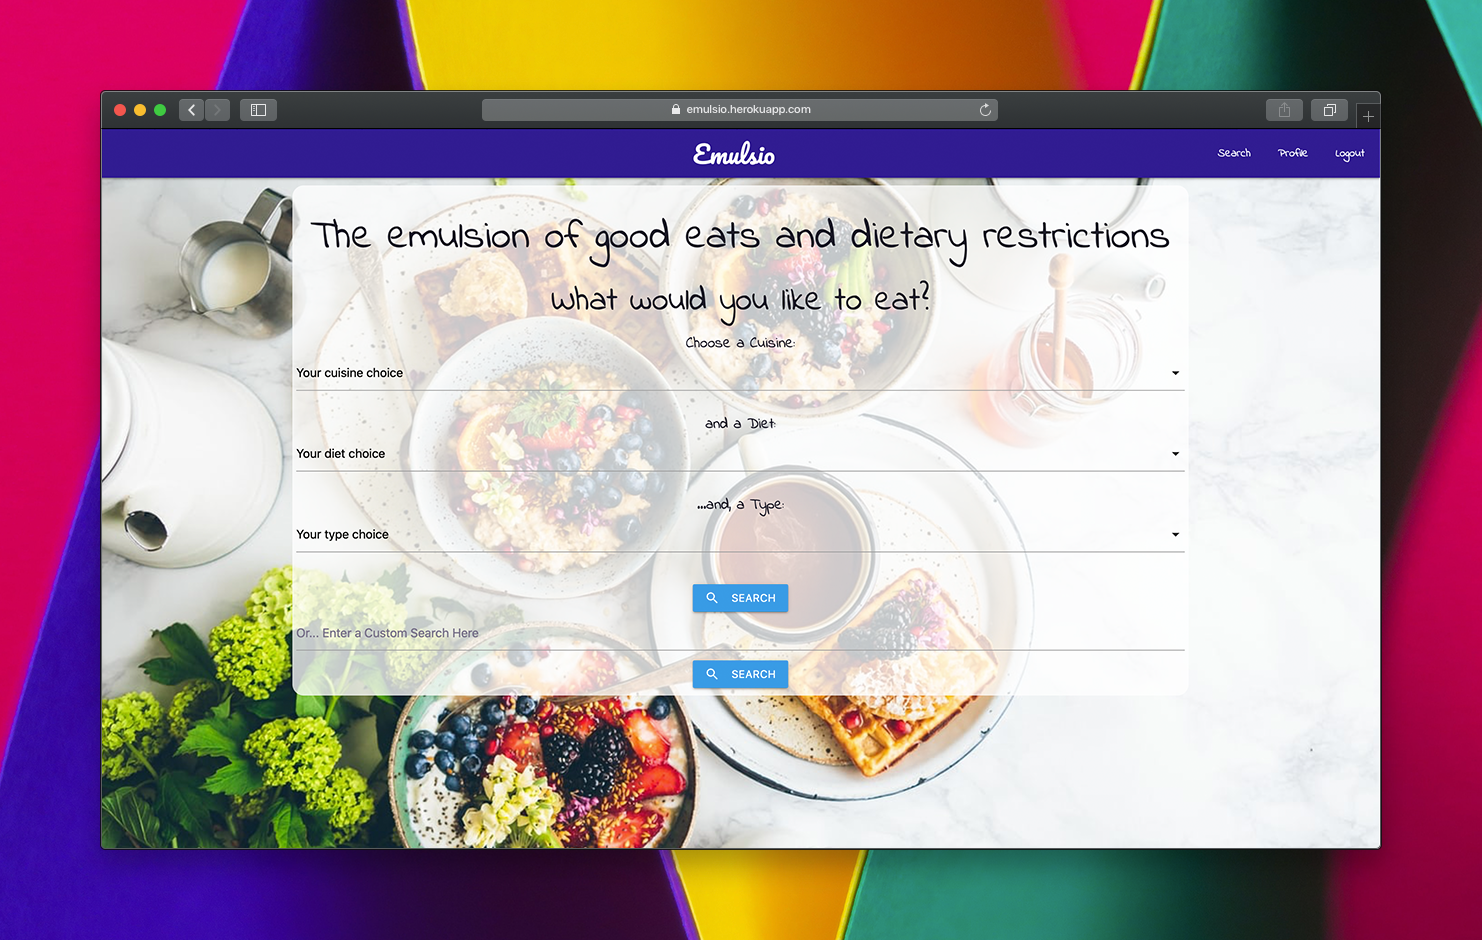 emulsio.herokuapp.com
Emulsio
Search Profile Logout
The emulsion of good eats and dietary restrictions
what would you like to eat?
Choose a Cuisine:
Your cuisine choice
and a Diet:
Your diet choice
...and, a Type:
Your type choice
SEARCH
Or... Enter a Custom Search Here
SEARCH